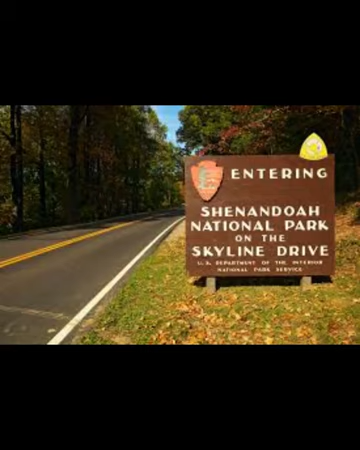 ENTERING
SHENANDOAH
NATIONAL PARK
ON THE
SKYLINE DRIVE
U.S. DEPARTMENT OF THE INTERIOR
NATIONAL PARK SERVICE